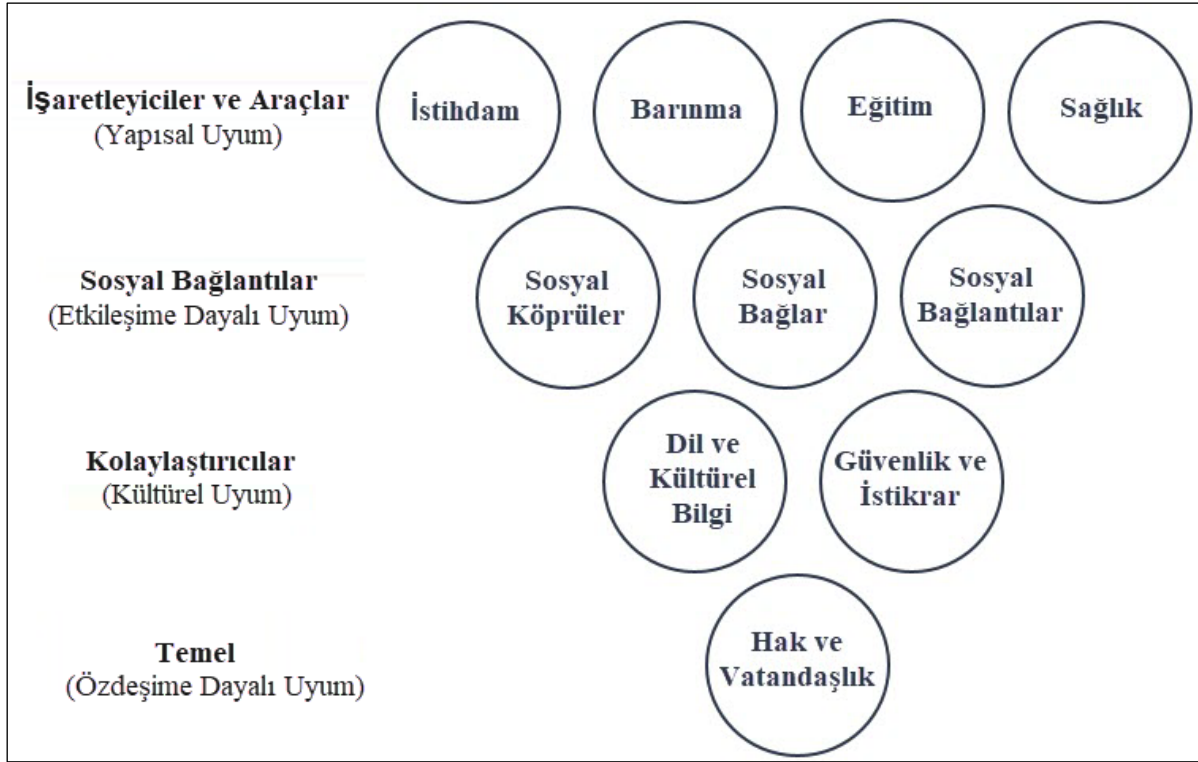 İşaretleyiciler ve Araçlar
(Yapısal Uyum)
İstihdam
Barınma
Eğitim
Sağlık
Sosyal Bağlantılar
(Etkileşime Dayalı Uyum)
Sosyal
Köprüler
Sosyal
Bağlar
Sosyal
Bağlantılar
Kolaylaştırıcılar
(Kültürel Uyum)
Dil ve
Kültürel
Bilgi
Güvenlik ve
İstikrar
Temel
(Özdeşime Dayalı Uyum)
Hak ve
Vatandaşlık